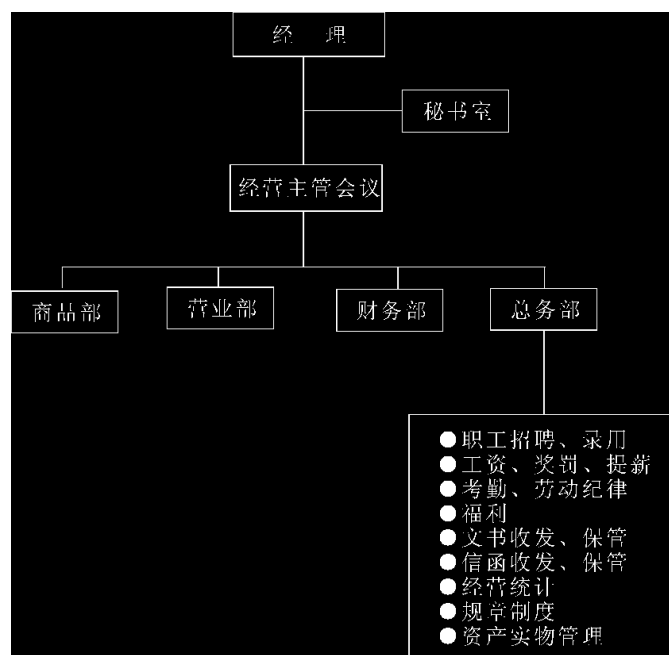 经 理
秘书室
经营主管会议
商品部
营业部
财务部
总务部
●职工招聘、录用
●工资、奖罚、提薪
●考勤、劳动纪律
●福利
●文书收发、保管
●信函收发、保管
●经营统计
●规章制度
●资产实物管理